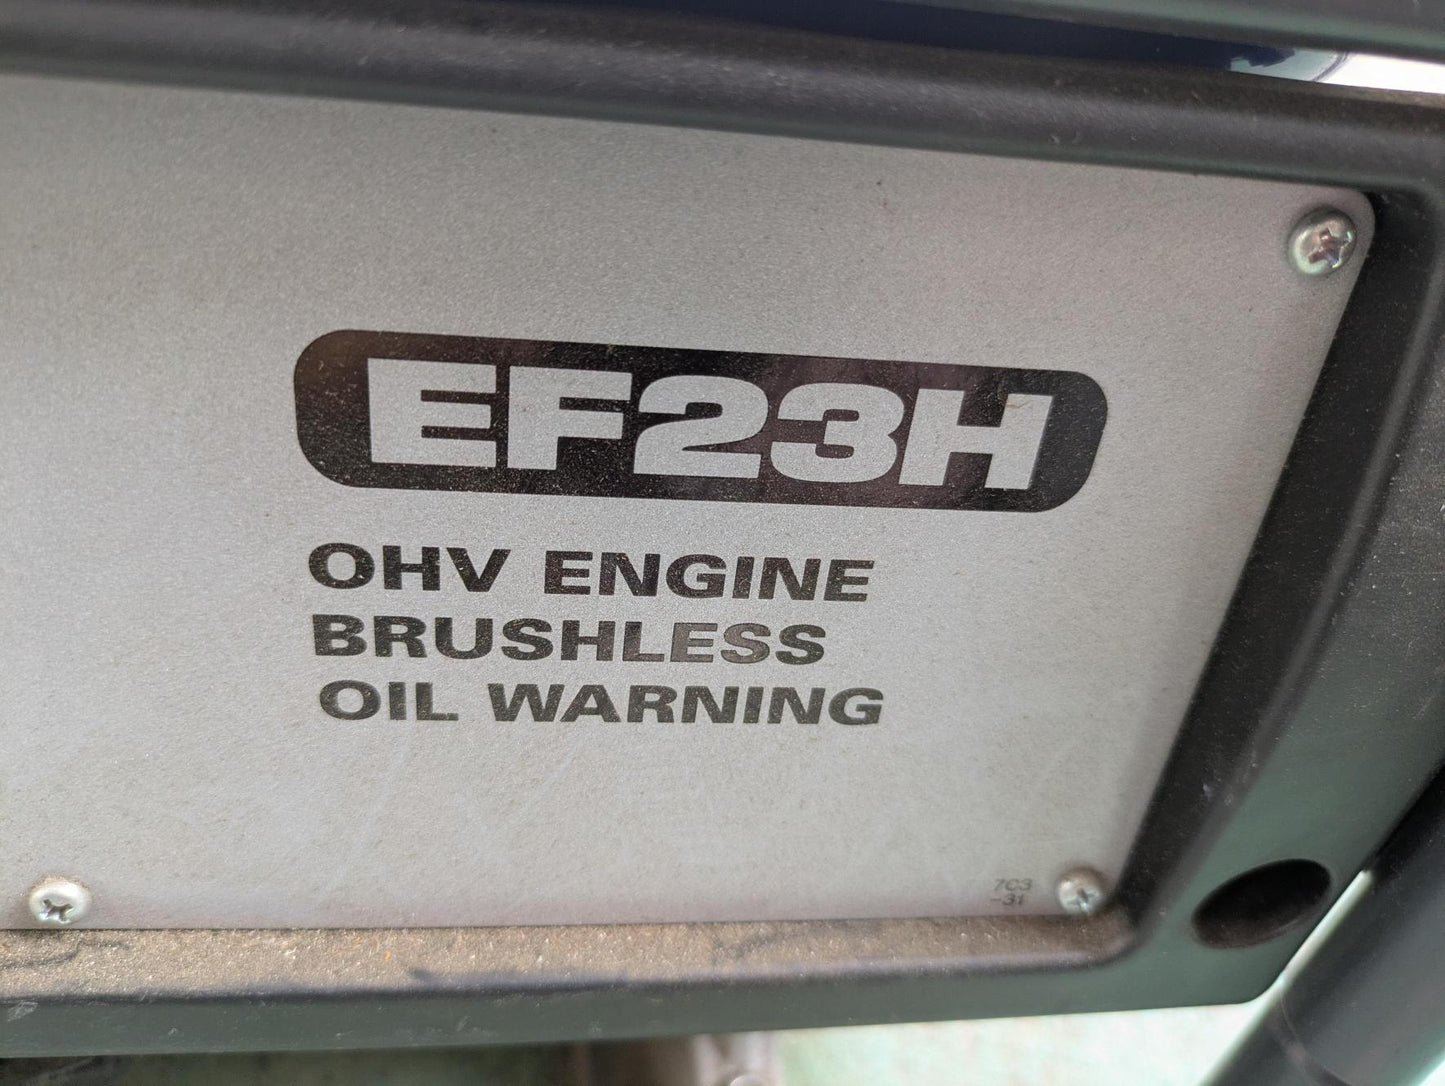 EF23H
OHV ENGINE
BRUSHLESS
OIL WARNING
7C3
-31